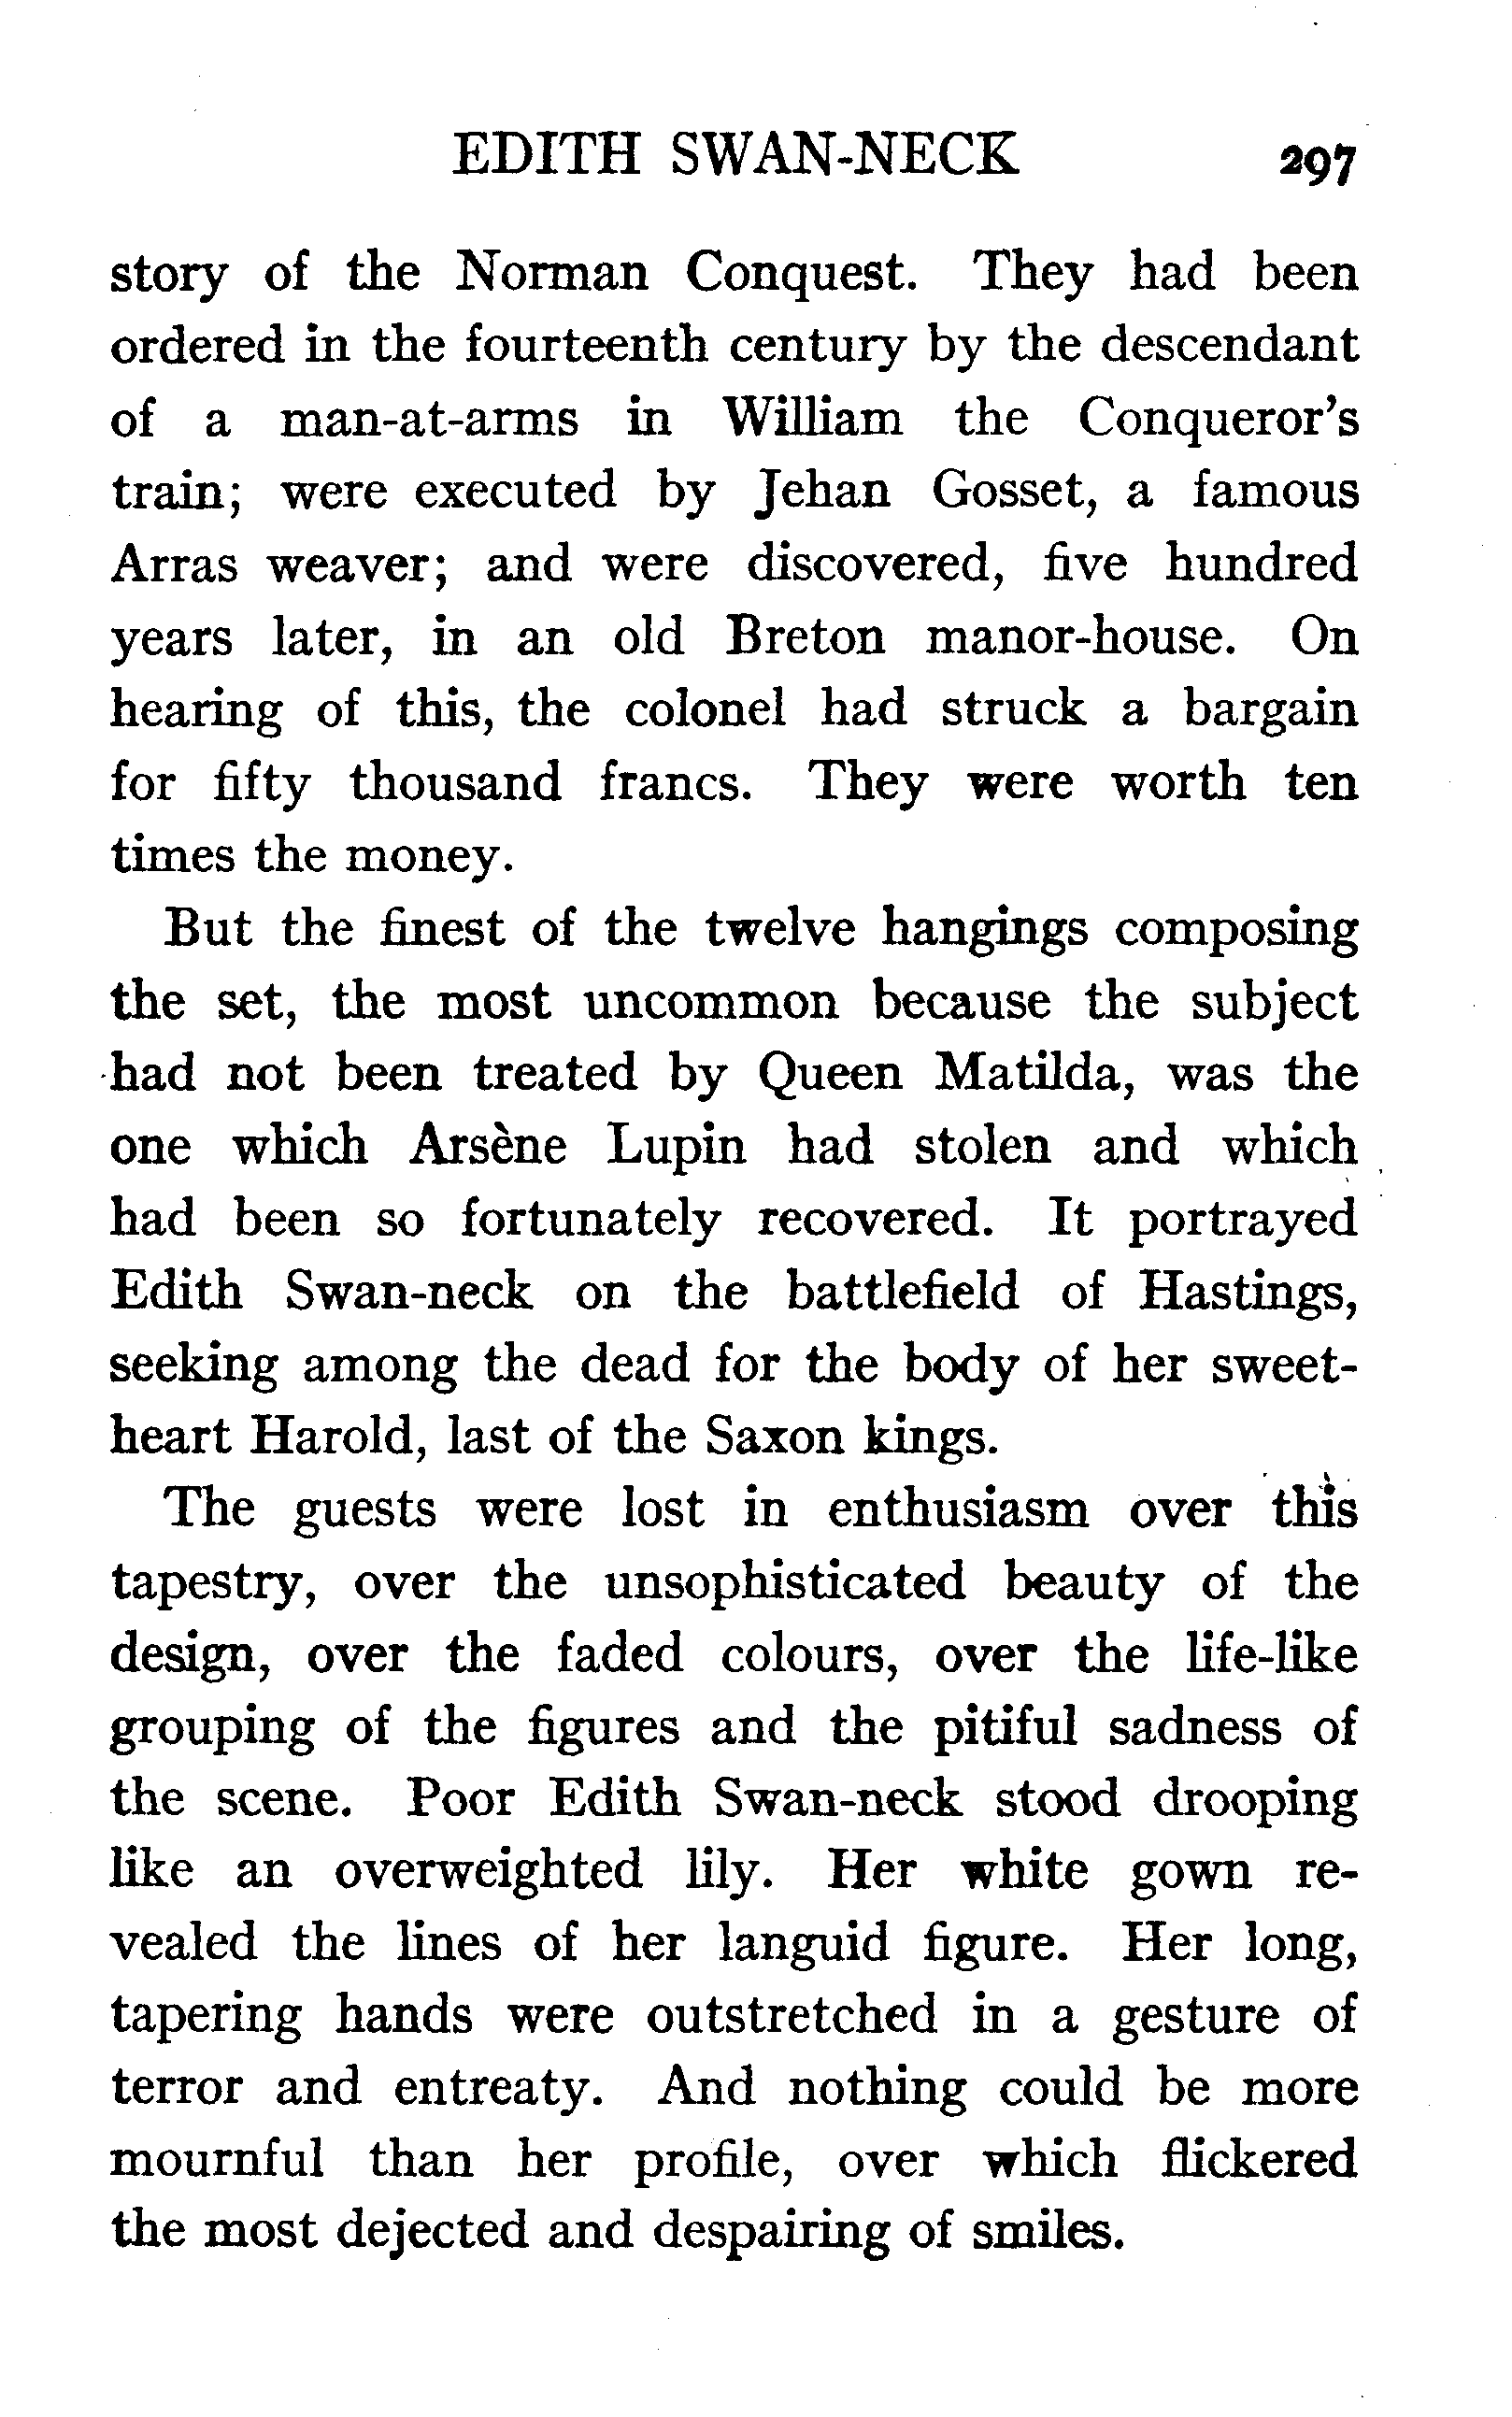 EDITH SWAN-NECK 297
story of the Norman Conquest. They had been
ordered in the fourteenth century by the descendant
of a man-at-arms in William the Conqueror's
train; were executed by Jehan Gosset, a famous
Arras weaver; and were discovered, five hundred
years later, in an old Breton manor-house. On
hearing of this, the colonel had struck a bargain
for fifty thousand francs. They were worth ten
times the money.
But the finest of the twelve hangings composing
the set, the most uncommon because the subject
had not been treated by Queen Matilda, was the
one which Arsène Lupin had stolen and which
had been so fortunately recovered. It portrayed
Edith Swan-neck on the battlefield of Hastings,
seeking among the dead for the body of her sweet-
heart Harold, last of the Saxon kings.
The guests were lost in enthusiasm over this
tapestry, over the unsophisticated beauty of the
design, over the faded colours, over the life-like
grouping of the figures and the pitiful sadness of
the scene. Poor Edith Swan-neck stood drooping
like an overweighted lily. Her white gown re-
vealed the lines of her languid figure. Her long,
tapering hands were outstretched in a gesture of
terror and entreaty. And nothing could be more
mournful than her profile, over which flickered
the most dejected and despairing of smiles.